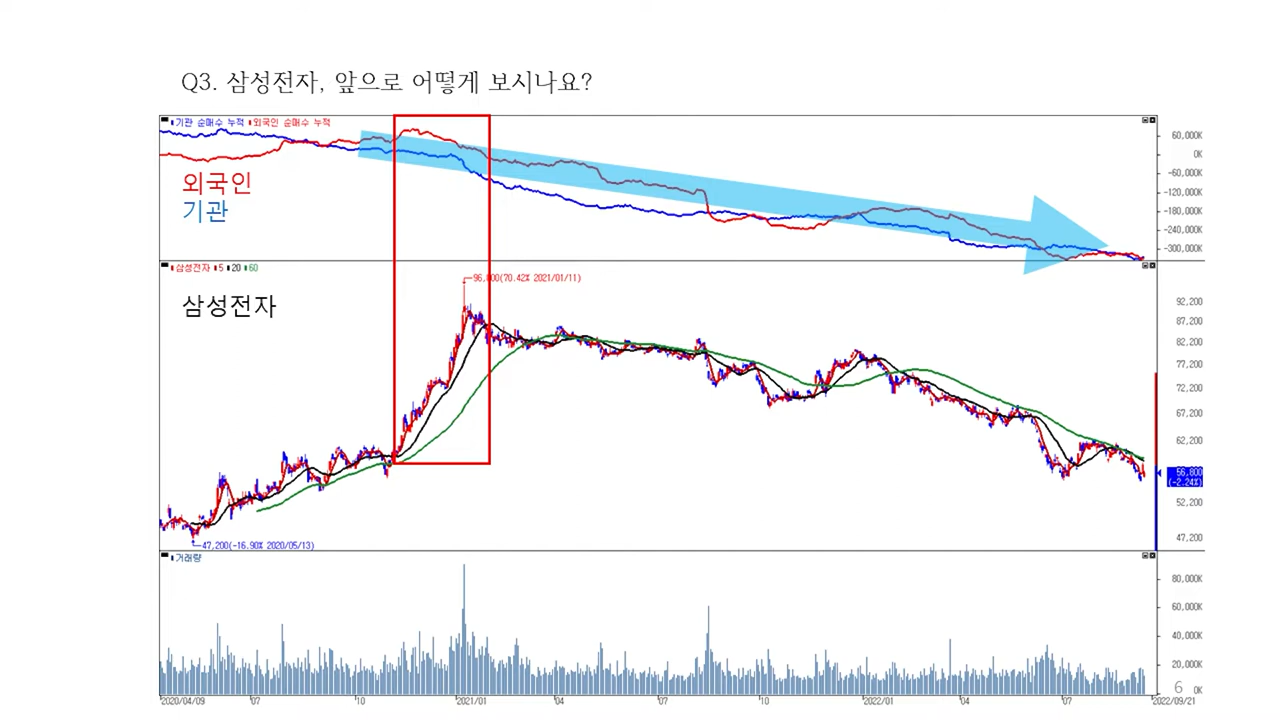 Q3. 삼성전자, 앞으로 어떻게 보시나요?
기관 순매수 누적 외국인 순매수 누적
60,000K
0K
-60,000K
-120,000K
-180,000K
-240,000K
-300,000K
외국인
기관
삼성전자 5 20 60
96,800(70.42% 2021/01/11)
삼성전자
92,200
87,200
82,200
77,200
72,200
67,200
62,200
56,800
(-2.24%)
52,200
47,200
47,200(-16.90% 2020/05/13)
거래량
80,000K
60,000K
40,000K
20,000K
0K
6
2020/04/09 07 10 2021/01 04 07 10 2022/01 04 07 2022/09/21